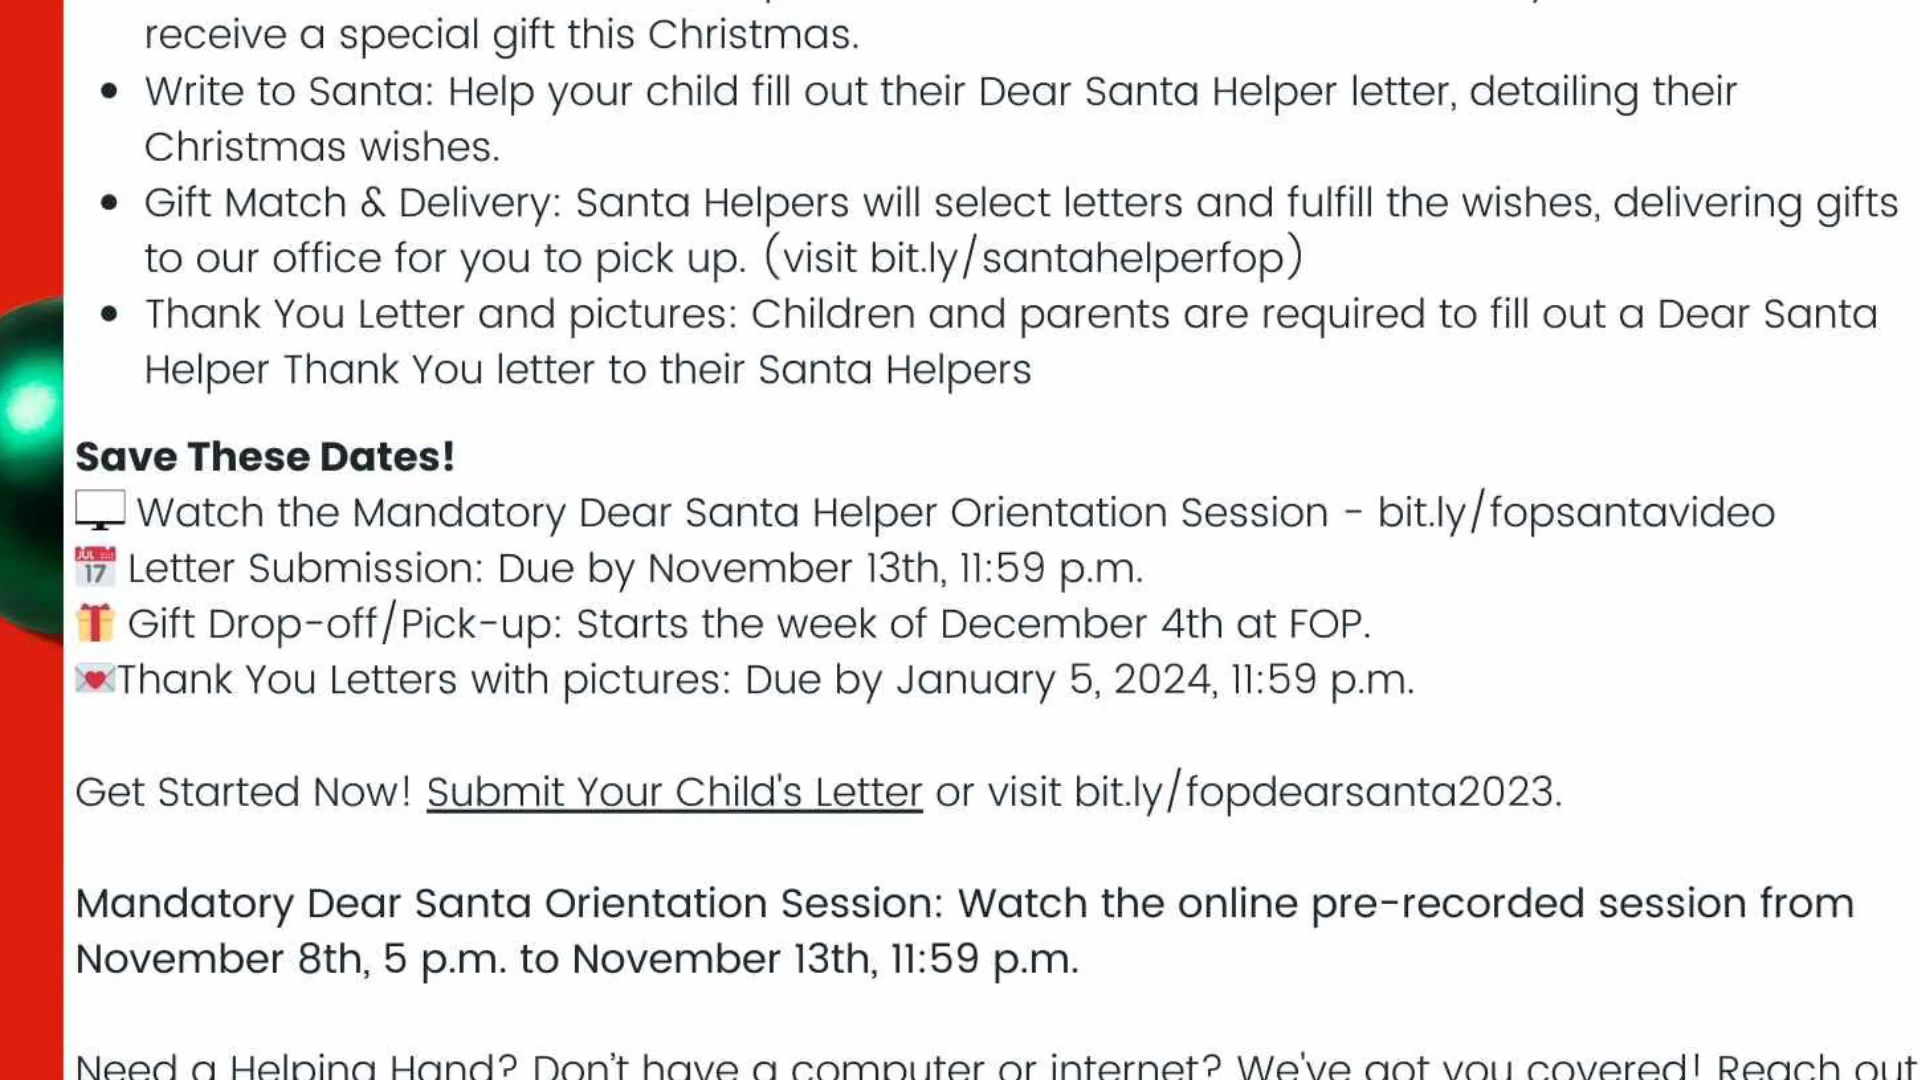 receive a special gift this Christmas.
• Write to Santa: Help your child fill out their Dear Santa Helper letter, detailing their
Christmas wishes.
• Gift Match & Delivery: Santa Helpers will select letters and fulfill the wishes, delivering gifts
to our office for you to pick up. (visit bit.ly/santahelperfop)
• Thank You Letter and pictures: Children and parents are required to fill out a Dear Santa
Helper Thank You letter to their Santa Helpers
Save These Dates!
🖥️ Watch the Mandatory Dear Santa Helper Orientation Session - bit.ly/fopsantavideo
📅 Letter Submission: Due by November 13th, 11:59 p.m.
🎁 Gift Drop-off/Pick-up: Starts the week of December 4th at FOP.
💌Thank You Letters with pictures: Due by January 5, 2024, 11:59 p.m.
Get Started Now! Submit Your Child's Letter or visit bit.ly/fopdearsanta2023.
Mandatory Dear Santa Orientation Session: Watch the online pre-recorded session from
November 8th, 5 p.m. to November 13th, 11:59 p.m.
Need a Helping Hand? Don't have a computer or internet? We've got you covered! Reach out